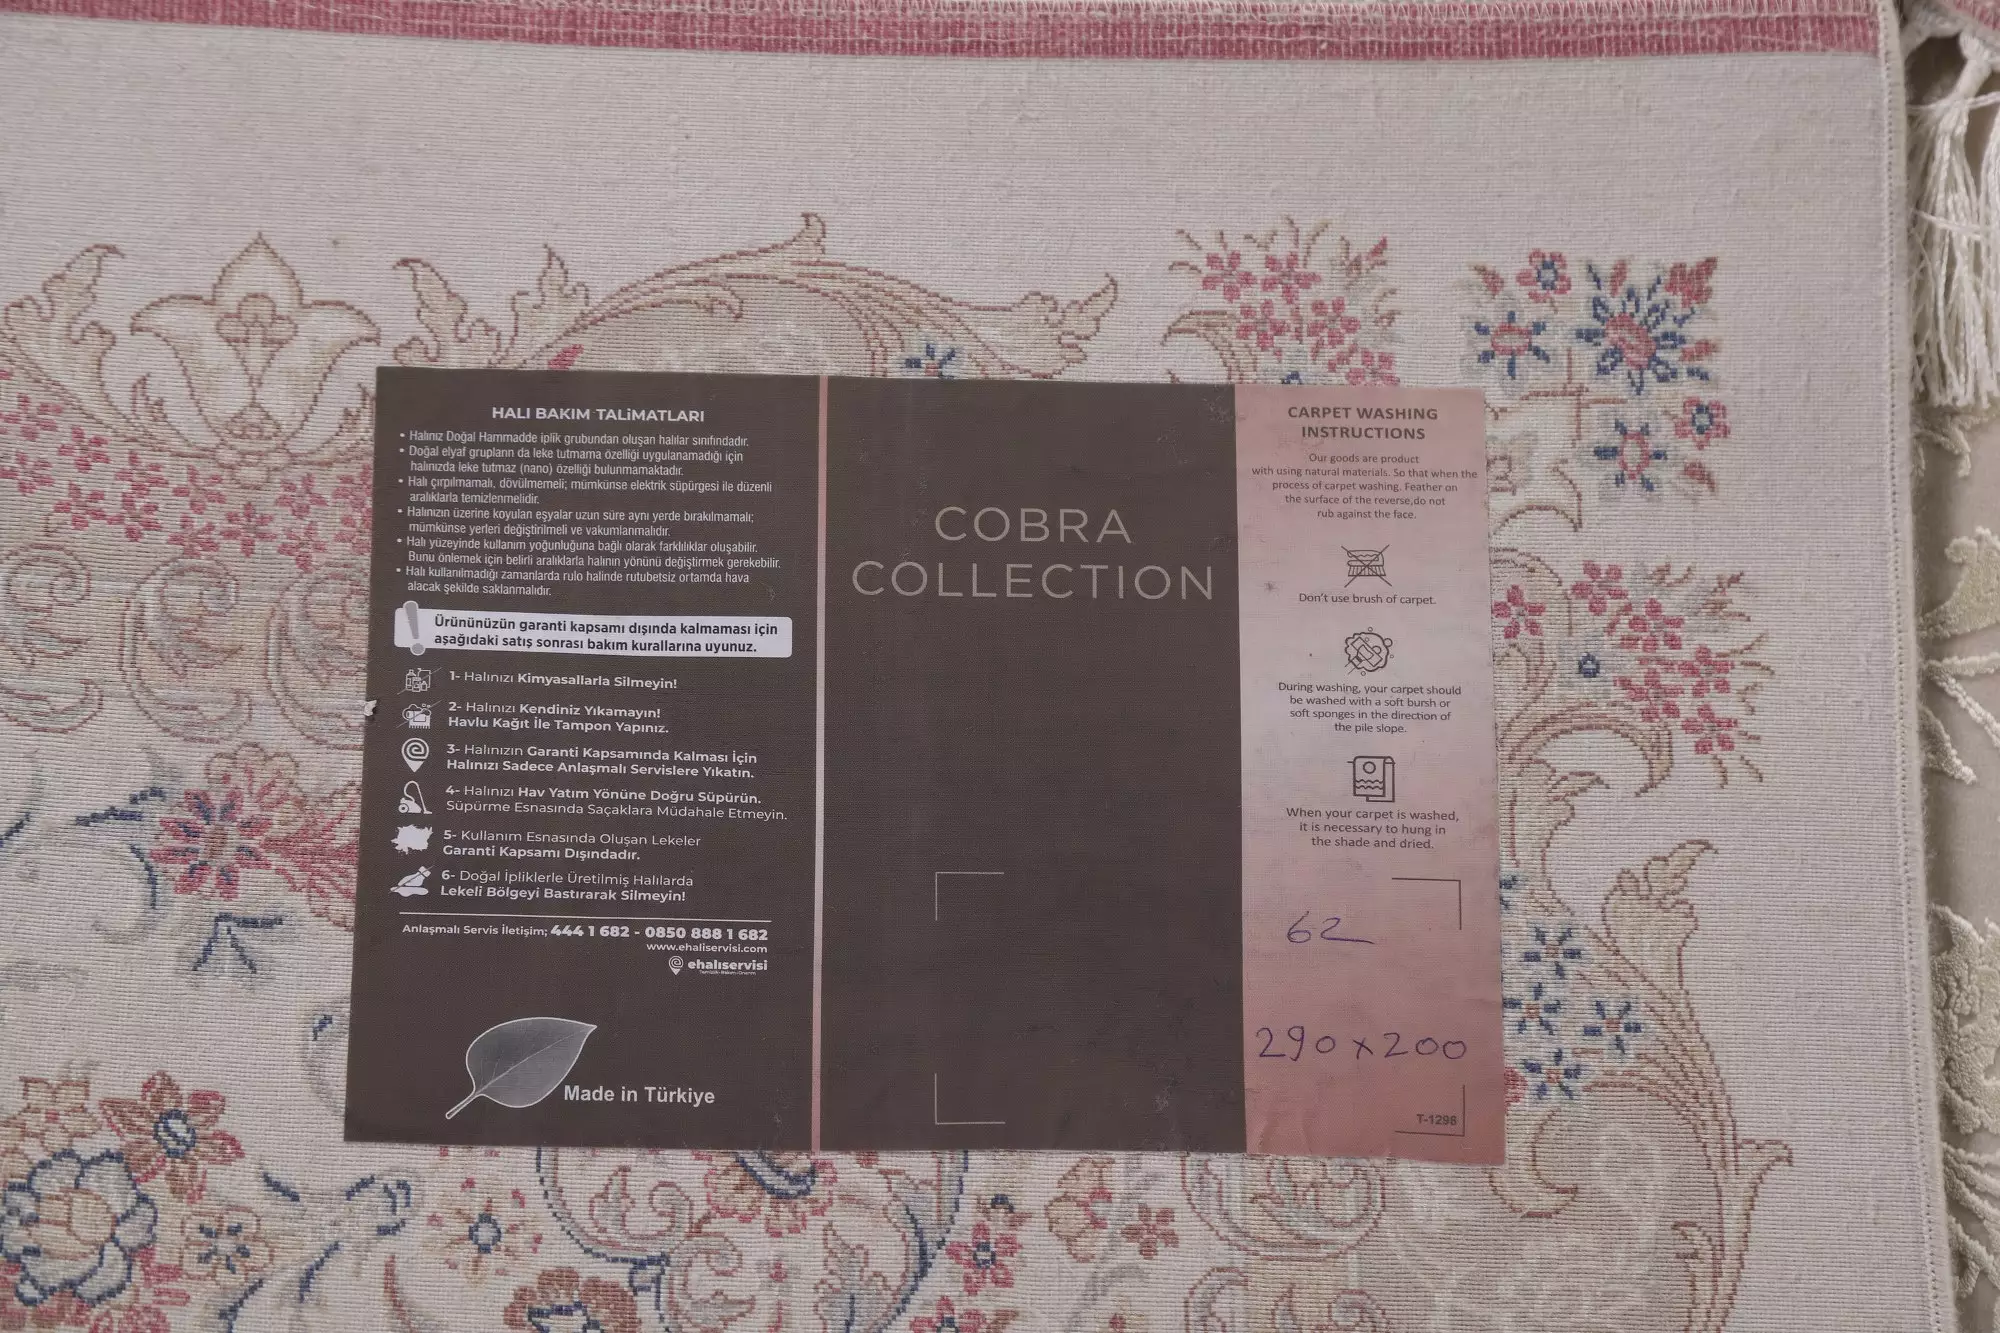 HALI BAKIM TALİMATLARI
• Halınız Doğal Hammadde iplik grubundan oluşan halılar sınıfındadır.
• Doğal elyaf grupların da leke tutmama özelliği uygulanamadığı için
halınızda leke tutmaz (nano) özelliği bulunmamaktadır.
• Halı çırpılmamalı, dövülmemeli; mümkünse elektrik süpürgesi ile düzenli
aralıklarla temizlenmelidir.
• Halınızın üzerine koyulan eşyalar uzun süre aynı yerde bırakılmamalı;
mümkünse yerleri değiştirilmeli ve vakumlanmalıdır.
• Halı yüzeyinde kullanım yoğunluğuna bağlı olarak farklılıklar oluşabilir.
Bunu önlemek için belirli aralıklarla halının yönünü değiştirmek gerekebilir.
• Halı kullanılmadığı zamanlarda rulo halinde rutubetsiz ortamda hava
alacak şekilde saklanmalıdır.
Ürününüzün garanti kapsamı dışında kalmaması için
aşağıdaki satış sonrası bakım kurallarına uyunuz.
1- Halınızı Kimyasallarla Silmeyin!
2- Halınızı Kendiniz Yıkamayın!
Havlu Kağıt İle Tampon Yapınız.
3- Halınızın Garanti Kapsamında Kalması İçin
Halınızı Sadece Anlaşmalı Servislere Yıkatın.
4- Halınızı Hav Yatım Yönüne Doğru Süpürün.
Süpürme Esnasında Saçaklara Müdahale Etmeyin.
5- Kullanım Esnasında Oluşan Lekeler
Garanti Kapsamı Dışındadır.
6- Doğal İpliklerle Üretilmiş Halılarda
Lekeli Bölgeyi Bastırarak Silmeyin!
Anlaşmalı Servis İletişim; 444 1 682 - 0850 888 1 682
www.ehaliservisi.com
ehalıservisi
Made in Türkiye
COBRA
COLLECTION
CARPET WASHING
INSTRUCTIONS
Our goods are product
with using natural materials. So that when the
process of carpet washing. Feather on
the surface of the reverse,do not
rub against the face.
Don't use brush of carpet.
During washing, your carpet should
be washed with a soft bursh or
soft sponges in the direction of
the pile slope.
When your carpet is washed,
it is necessary to hung in
the shade and dried.
62
290x200
T-1296